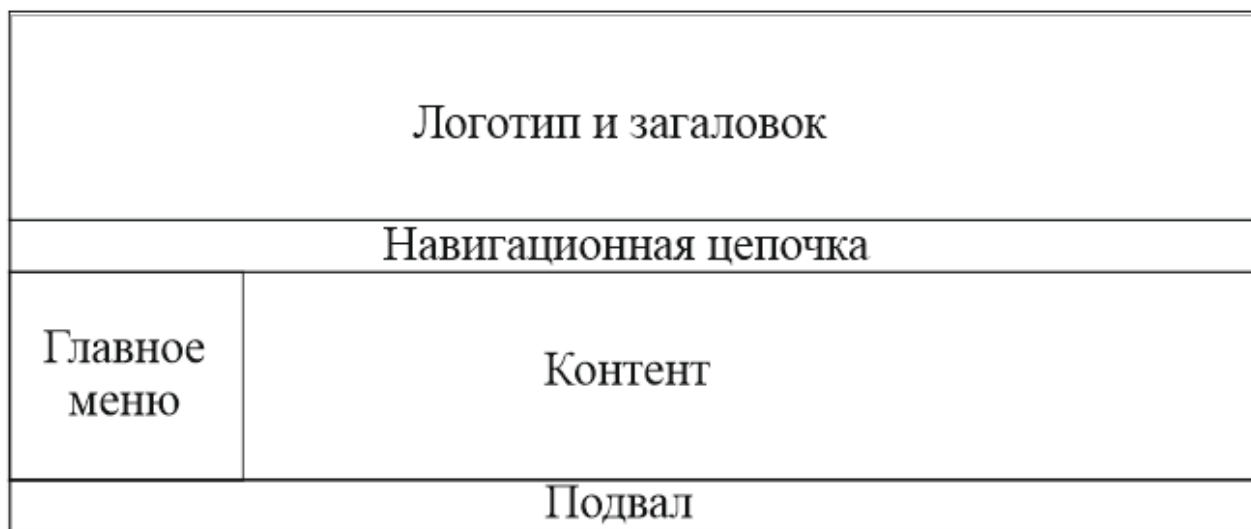 Логотип и загаловок
Навигационная цепочка
Главное
меню
Контент
Подвал